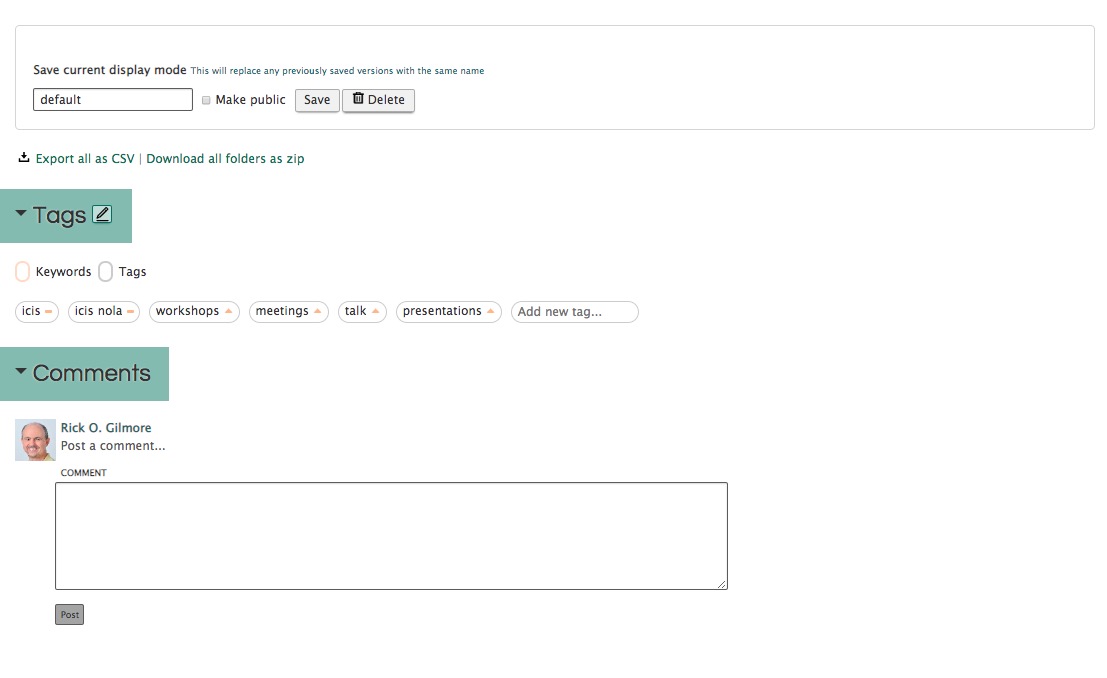 Save current display mode This will replace any previously saved versions with the same name
default Make public Save Delete
Export all as CSV | Download all folders as zip
Tags
Keywords Tags
icis icis nola workshops meetings talk presentations Add new tag...
Comments
Rick O. Gilmore
Post a comment...
COMMENT
Post